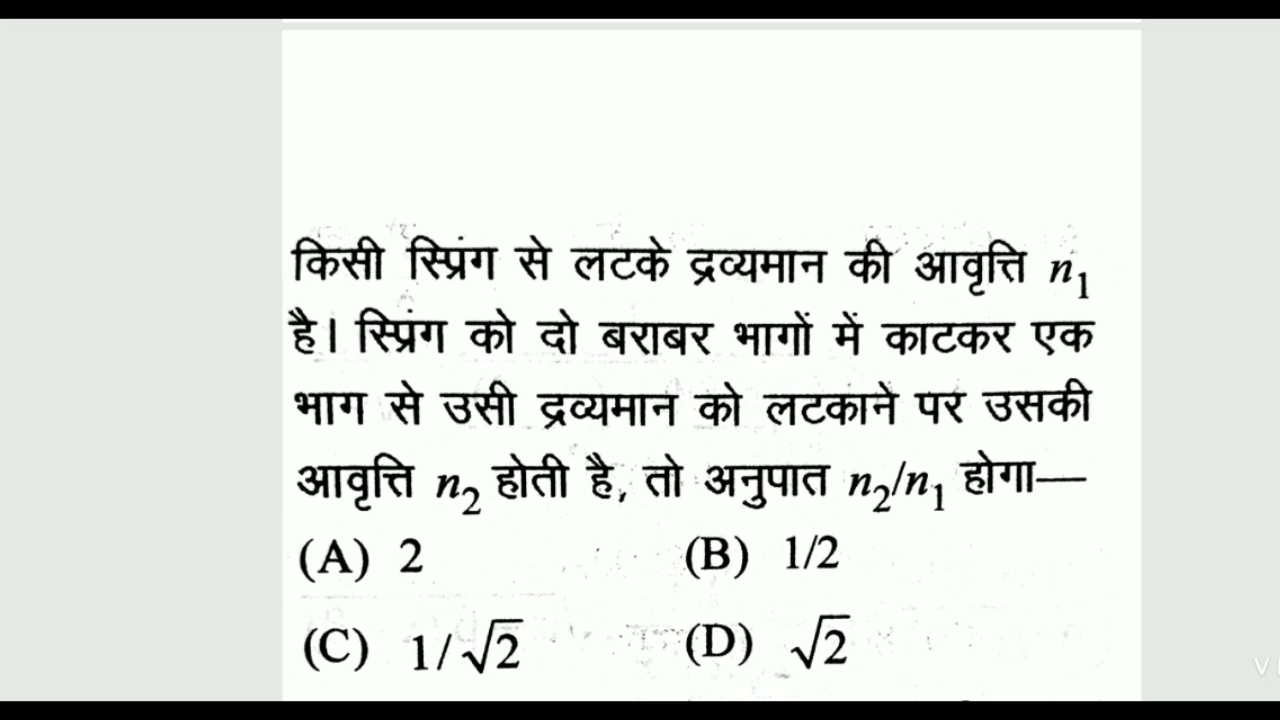 किसी स्प्रिंग से लटके द्रव्यमान की आवृत्ति n₁
है। स्प्रिंग को दो बराबर भागों में काटकर एक
भाग से उसी द्रव्यमान को लटकाने पर उसकी
आवृत्ति n₂ होती है, तो अनुपात n₂/n₁ होगा—
(A) 2 (B) 1/2
(C) 1/√2 (D) √2